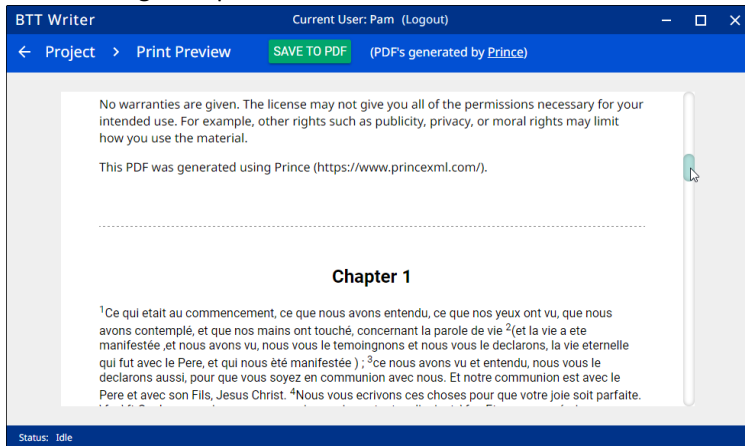 BTT Writer Current User: Pam (Logout)
← Project > Print Preview SAVE TO PDF (PDF's generated by Prince)
No warranties are given. The license may not give you all of the permissions necessary for your
intended use. For example, other rights such as publicity, privacy, or moral rights may limit
how you use the material.
This PDF was generated using Prince (https://www.princexml.com/).
Chapter 1
1Ce qui etait au commencement, ce que nous avons entendu, ce que nos yeux ont vu, que nous
avons contemplé, et que nos mains ont touché, concernant la parole de vie 2(et la vie a ete
manifestée ,et nous avons vu, nous vous le temoingnons et nous vous le declarons, la vie eternelle
qui fut avec le Pere, et qui nous èté manifestée ) ; 3ce nous avons vu et entendu, nous vous le
declarons aussi, pour que vous soyez en communion avec nous. Et notre communion est avec le
Pere et avec son Fils, Jesus Christ. 4Nous vous ecrivons ces choses pour que votre joie soit parfaite.
Status: Idle